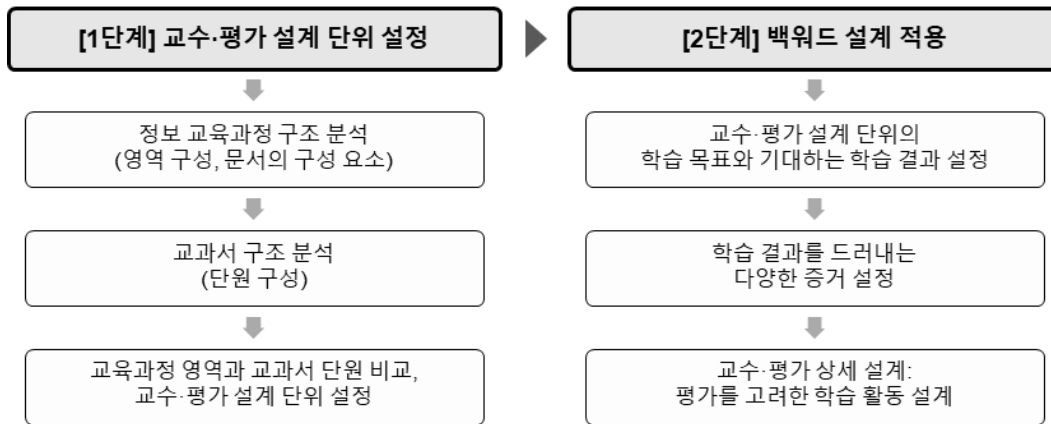 [1단계] 교수·평가 설계 단위 설정
정보 교육과정 구조 분석
(영역 구성, 문서의 구성 요소)
교과서 구조 분석
(단원 구성)
교육과정 영역과 교과서 단원 비교,
교수·평가 설계 단위 설정
[2단계] 백워드 설계 적용
교수·평가 설계 단위의
학습 목표와 기대하는 학습 결과 설정
학습 결과를 드러내는
다양한 증거 설정
교수·평가 상세 설계:
평가를 고려한 학습 활동 설계